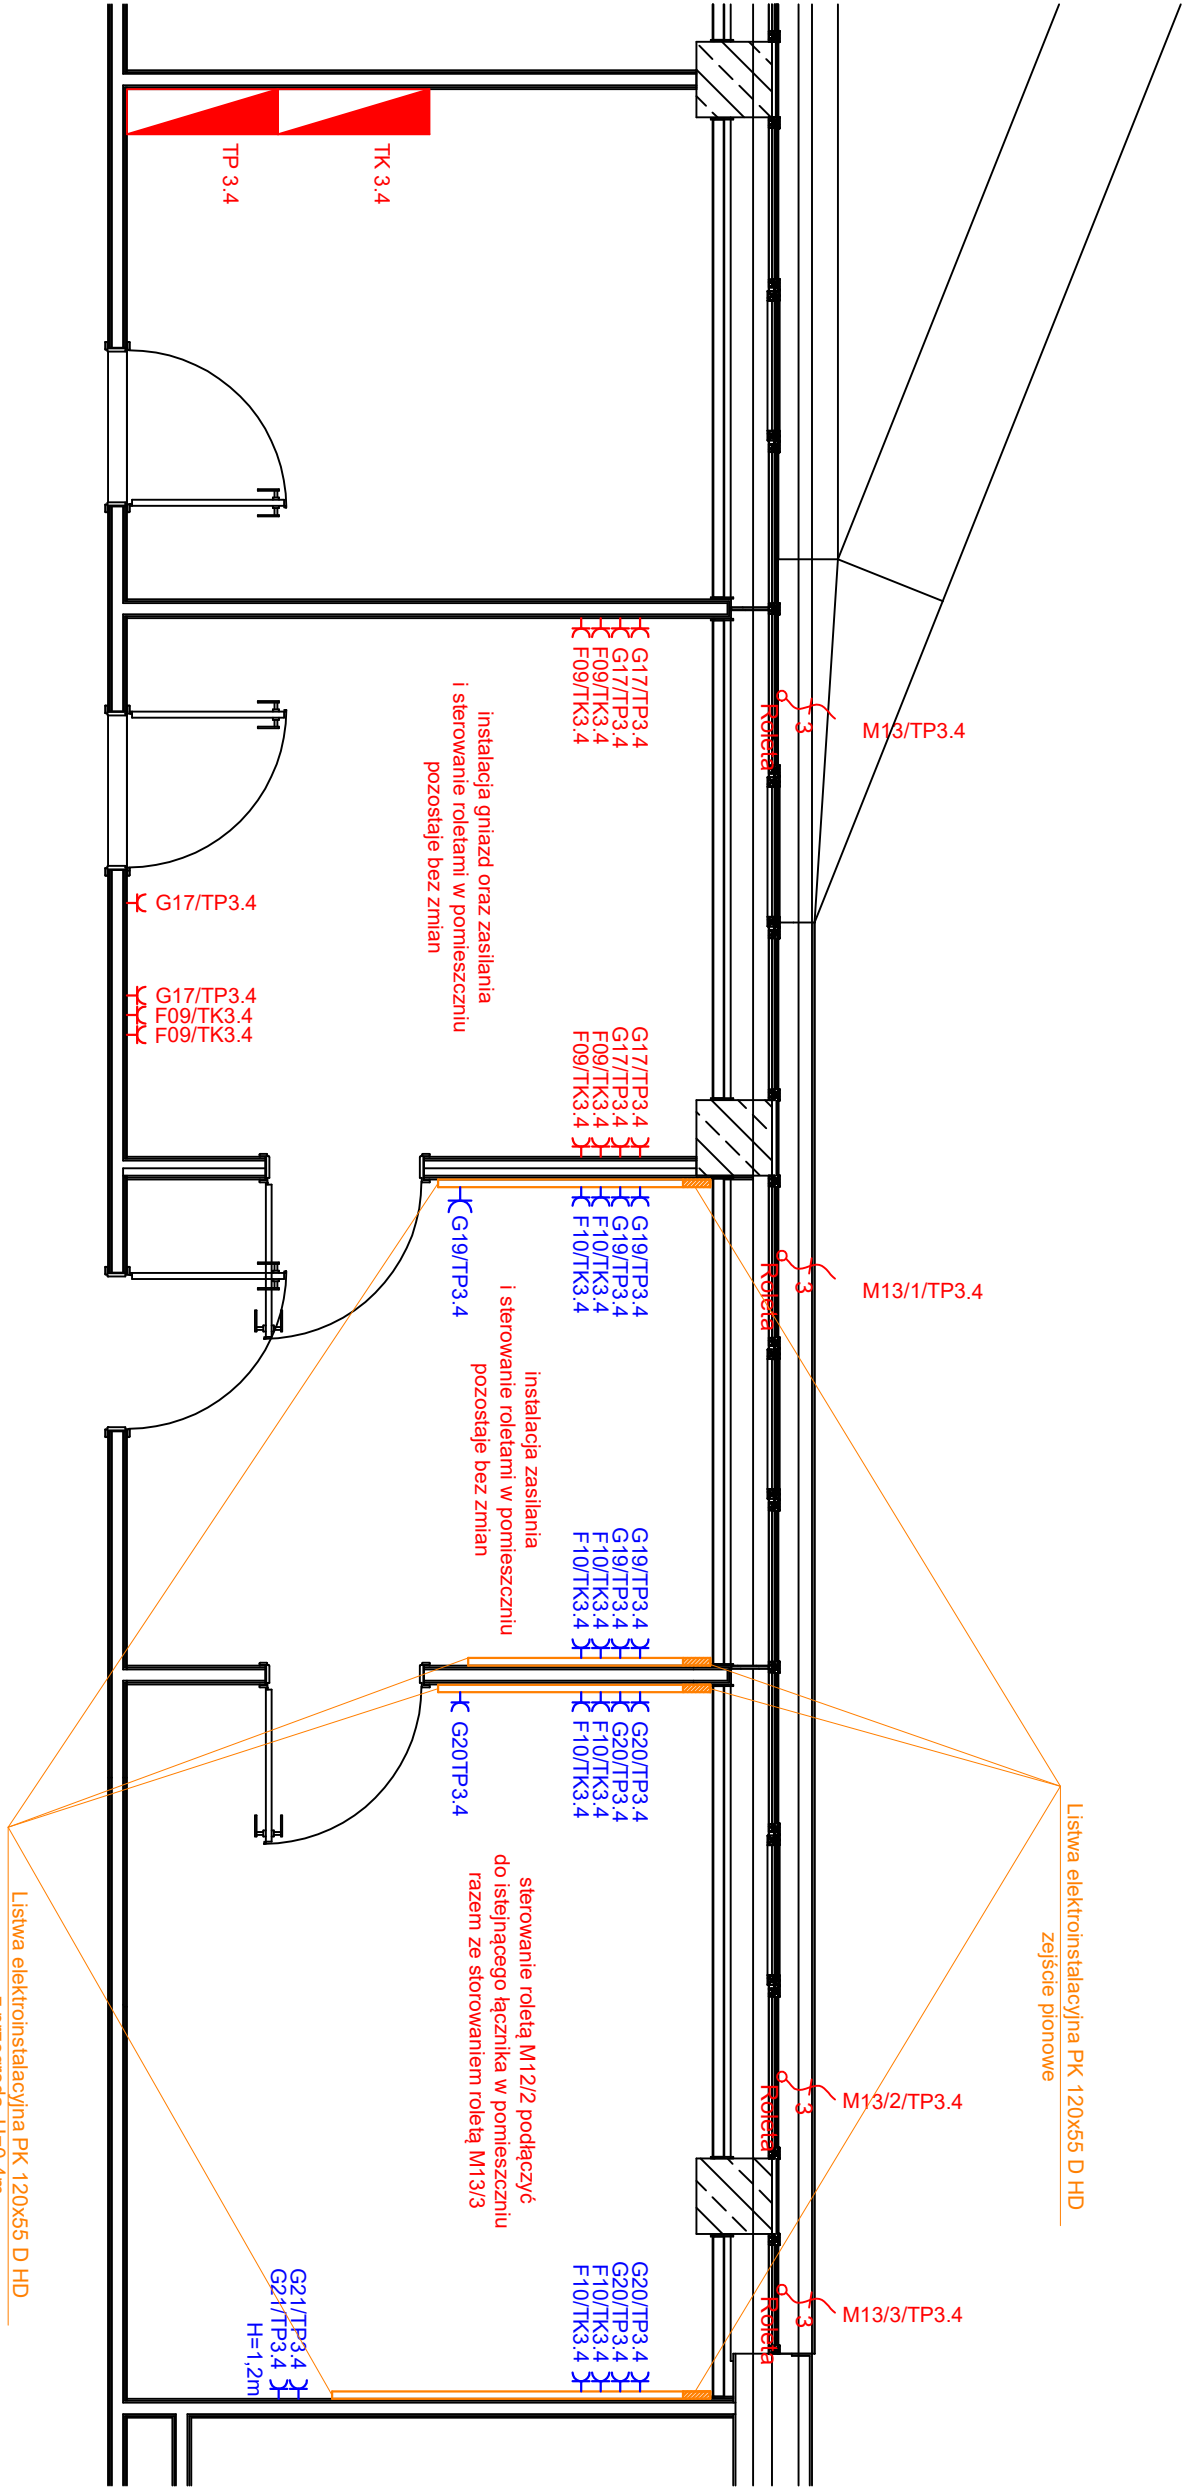 TP 3.4
TK 3.4
G17/TP3.4
G17/TP3.4
F09/TK3.4
F09/TK3.4
M13/TP3.4
Roleta
3
instalacja gniazd oraz zasilania
i sterowanie roletami w pomieszczniu
pozostaje bez zmian
G17/TP3.4
G17/TP3.4
F09/TK3.4
F09/TK3.4
G17/TP3.4
G17/TP3.4
F09/TK3.4
F09/TK3.4
G19/TP3.4
G19/TP3.4
F10/TK3.4
F10/TK3.4
G19/TP3.4
M13/1/TP3.4
Roleta
3
instalacja zasilania
i sterowanie roletami w pomieszczniu
pozostaje bez zmian
G19/TP3.4
G19/TP3.4
F10/TK3.4
F10/TK3.4
G20/TP3.4
G20/TP3.4
F10/TK3.4
F10/TK3.4
G20TP3.4
Listwa elektroinstalacyjna PK 120x55 D HD
zejście pionowe
sterowanie roletą M12/2 podłączyć
do istejnącego łącznika w pomieszczniu
razem ze storowaniem roletą M13/3
M13/2/TP3.4
Roleta
3
M13/3/TP3.4
Roleta
3
G20/TP3.4
G20/TP3.4
F10/TK3.4
F10/TK3.4
G21/TP3.4
G21/TP3.4
H=1,2m
Listwa elektroinstalacyjna PK 120x55 D HD